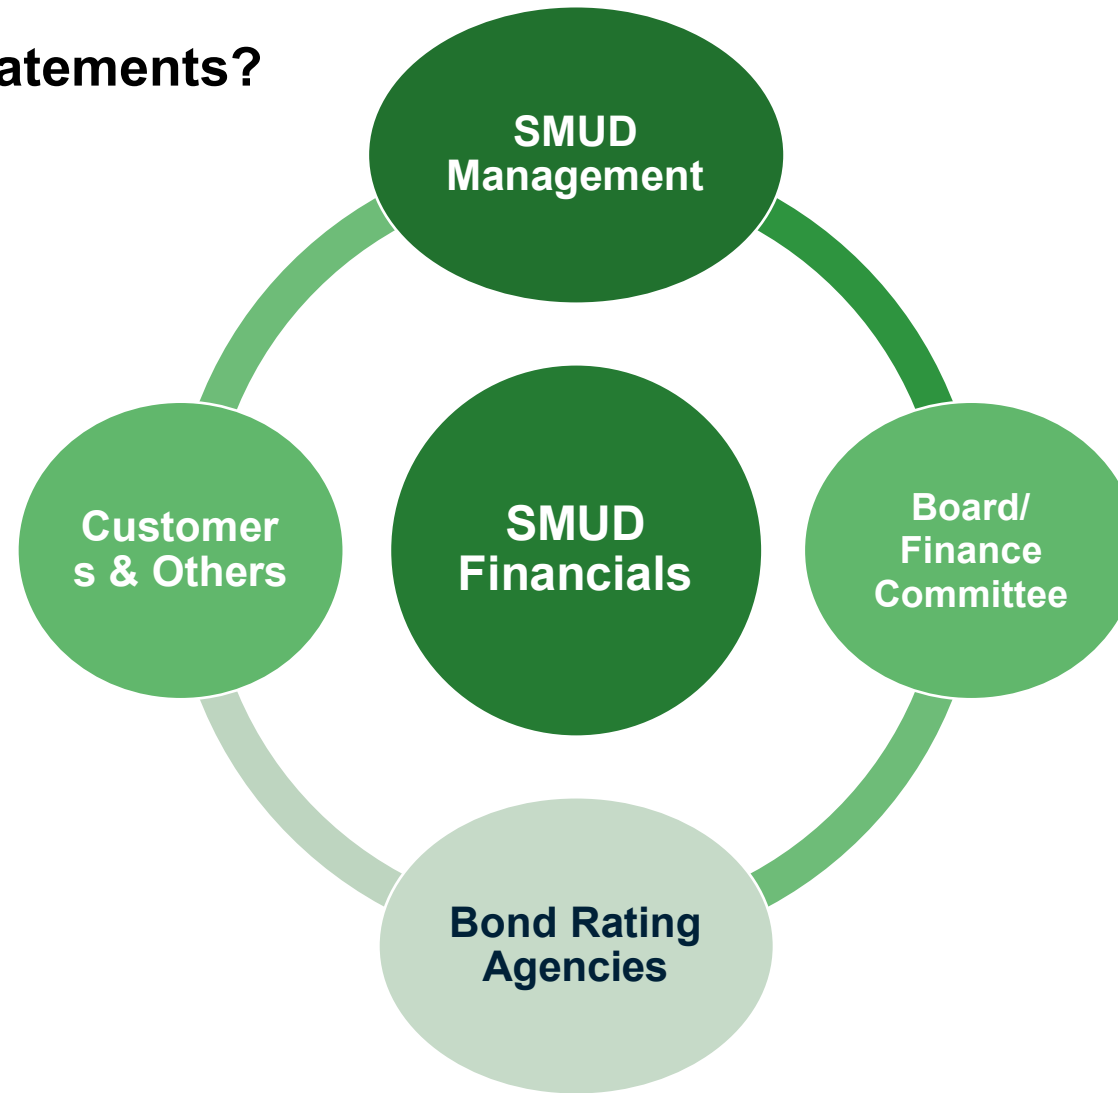 atements?
SMUD
Management
Customer
s & Others
SMUD
Financials
Board/
Finance
Committee
Bond Rating
Agencies